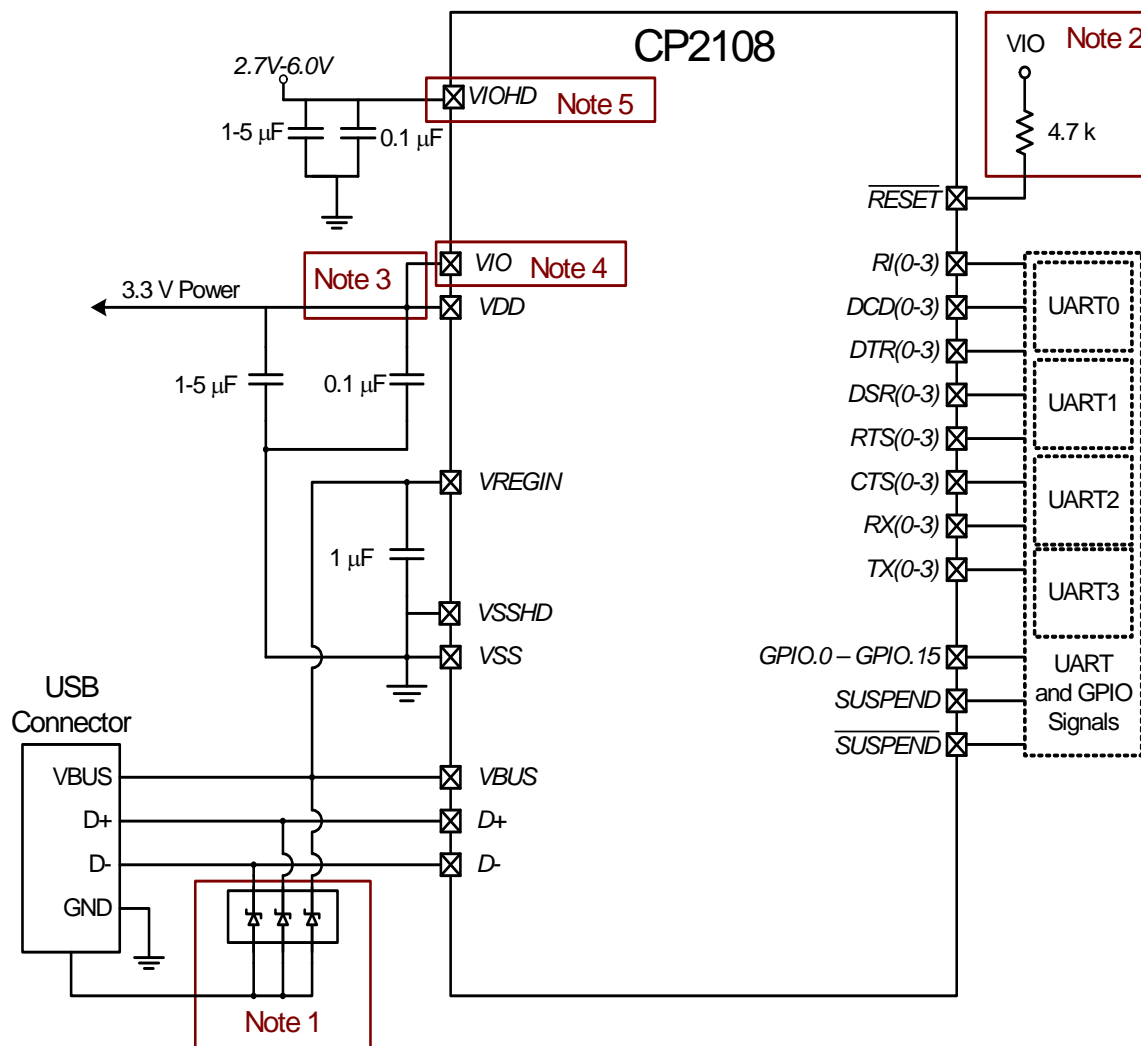 CP2108
VIO
Note 2
4.7 k
2.7V-6.0V
VIOHD
Note 5
1-5 μF
0.1 μF
RESET
VIO
Note 4
Note 3
3.3 V Power
VDD
1-5 μF
0.1 μF
VREGIN
1 μF
VSSHD
VSS
RI(0-3)
DCD(0-3)
DTR(0-3)
DSR(0-3)
RTS(0-3)
CTS(0-3)
RX(0-3)
TX(0-3)
GPIO.0 – GPIO.15
SUSPEND
SUSPEND
UART0
UART1
UART2
UART3
UART
and GPIO
Signals
USB
Connector
VBUS
D+
D-
GND
VBUS
D+
D-
Note 1